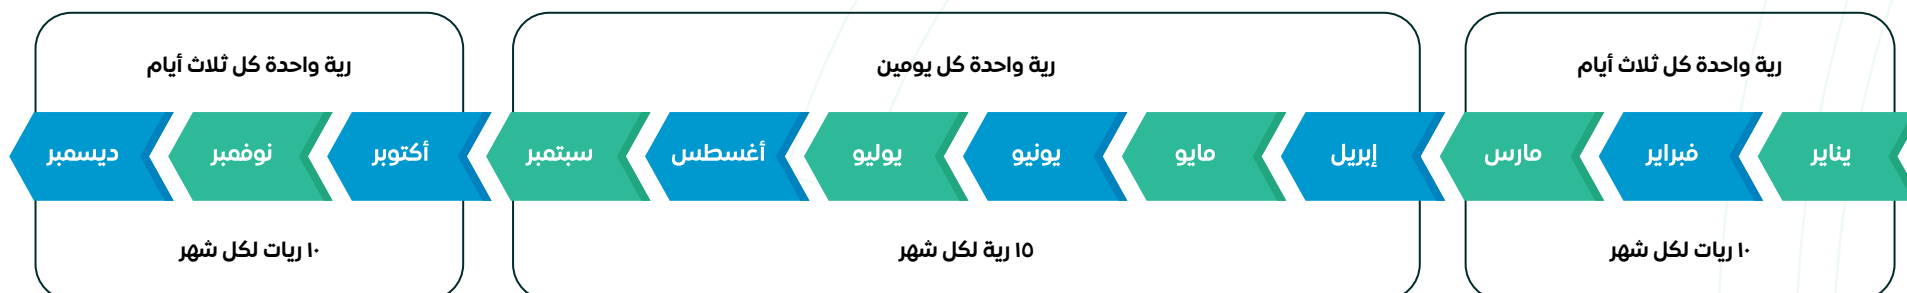 رية واحدة كل ثلاث أيام
رية واحدة كل يومين
رية واحدة كل ثلاث أيام
يناير
فبراير
مارس
إبريل
مايو
يونيو
يوليو
أغسطس
سبتمبر
أكتوبر
نوفمبر
ديسمبر
١٠ ريات لكل شهر
١٥ رية لكل شهر
١٠ ريات لكل شهر